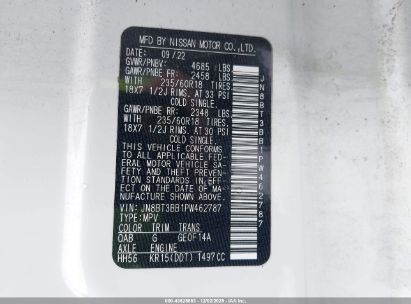 MFD BY NISSAN MOTOR CO.,LTD.
DATE: 09/22
GVWR/PNBV: 4685 LBS
GAWR/PNBE FR: 2458 LBS
WITH 235/60R18 TIRES,
18X7 1/2J RIMS, AT 33 PSI
COLD SINGLE.
GAWR/PNBE RR: 2348 LBS
WITH 235/60R18 TIRES,
18X7 1/2J RIMS, AT 30 PSI
COLD SINGLE.
THIS VEHICLE CONFORMS
TO ALL APPLICABLE FED-
ERAL MOTOR VEHICLE SA-
FETY AND THEFT PREVEN-
TION STANDARDS IN EFF-
ECT ON THE DATE OF MA-
NUFACTURE SHOWN ABOVE.
VIN: JN8BT3BB1PW462787
TYPE: MPV
COLOR TRIM TRANS
QAB G GEOF14A
AXLE ENGINE
HH56 KR15(DDT) 1497CC
JN8BT3BB1PW462787